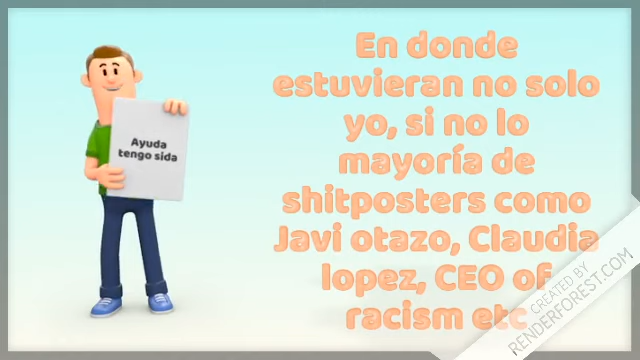 Ayuda
tengo sida
En donde
estuvieran no solo
yo, si no lo
mayoría de
shitposters como
Javi otazo, Claudia
lopez, CEO of
racism etc
CREATED BY
RENDERFOREST.COM